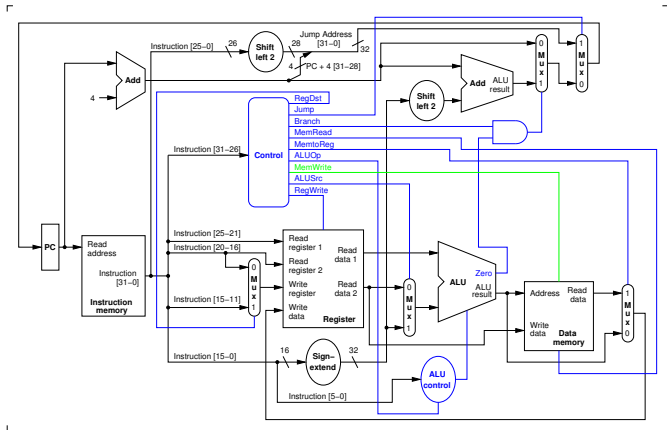 Jump Address
[31−0]
Instruction [25−0]
26
Shift
left 2
28
32
4
PC + 4 [31−28]
Add
4
Shift
left 2
Add
ALU
result
0
M
u
x
1
1
M
u
x
0
RegDst
Jump
Branch
MemRead
MemtoReg
ALUOp
MemWrite
ALUSrc
RegWrite
Control
Instruction [31−26]
PC
Read
address
Instruction
[31−0]
Instruction
memory
Instruction [25−21]
Instruction [20−16]
Instruction [15−11]
0
M
u
x
1
Read
register 1
Read
register 2
Write
register
Write
data
Read
data 1
Read
data 2
Register
0
M
u
x
1
Zero
ALU
ALU
result
Address
Read
data
Write
data
Data
memory
1
M
u
x
0
Instruction [15−0]
16
Sign−
extend
32
ALU
control
Instruction [5−0]